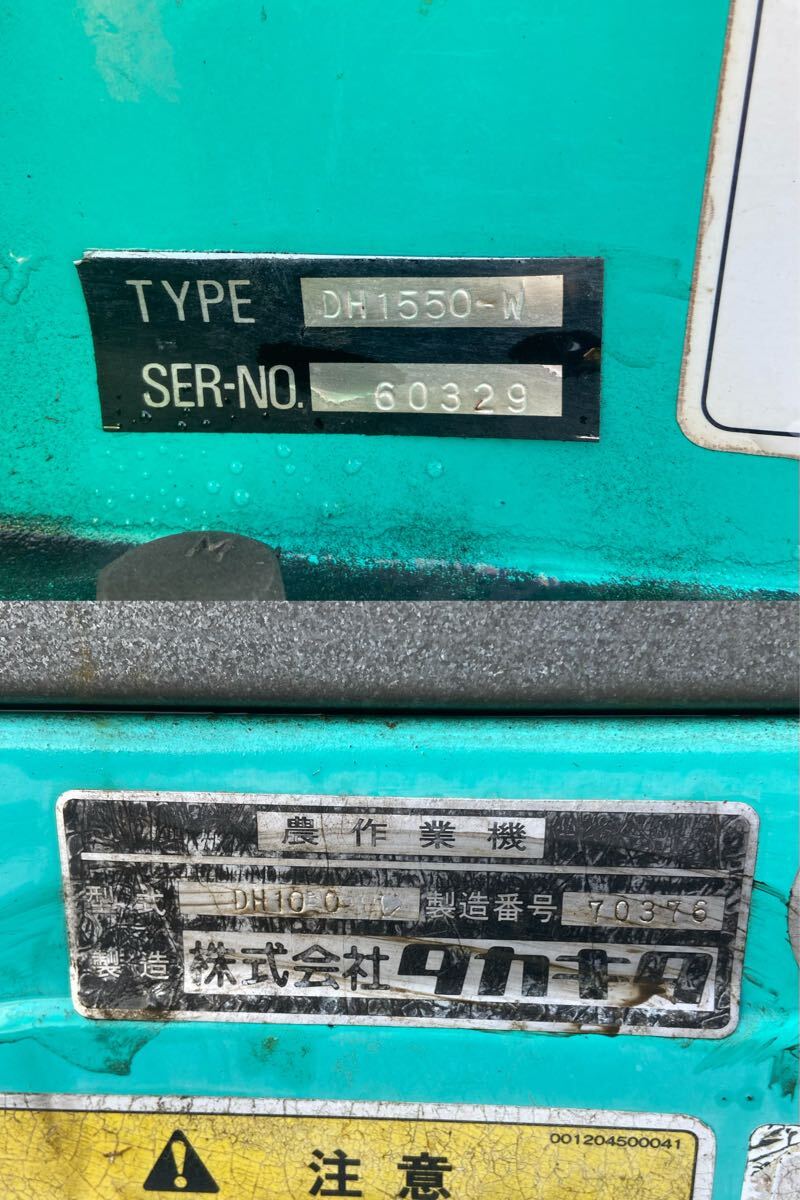 TYPE DH1550-W
SER-NO. 60329
農作業機
型式 製造番号 70376
製造 株式会社タカキタ
001204500041
注意